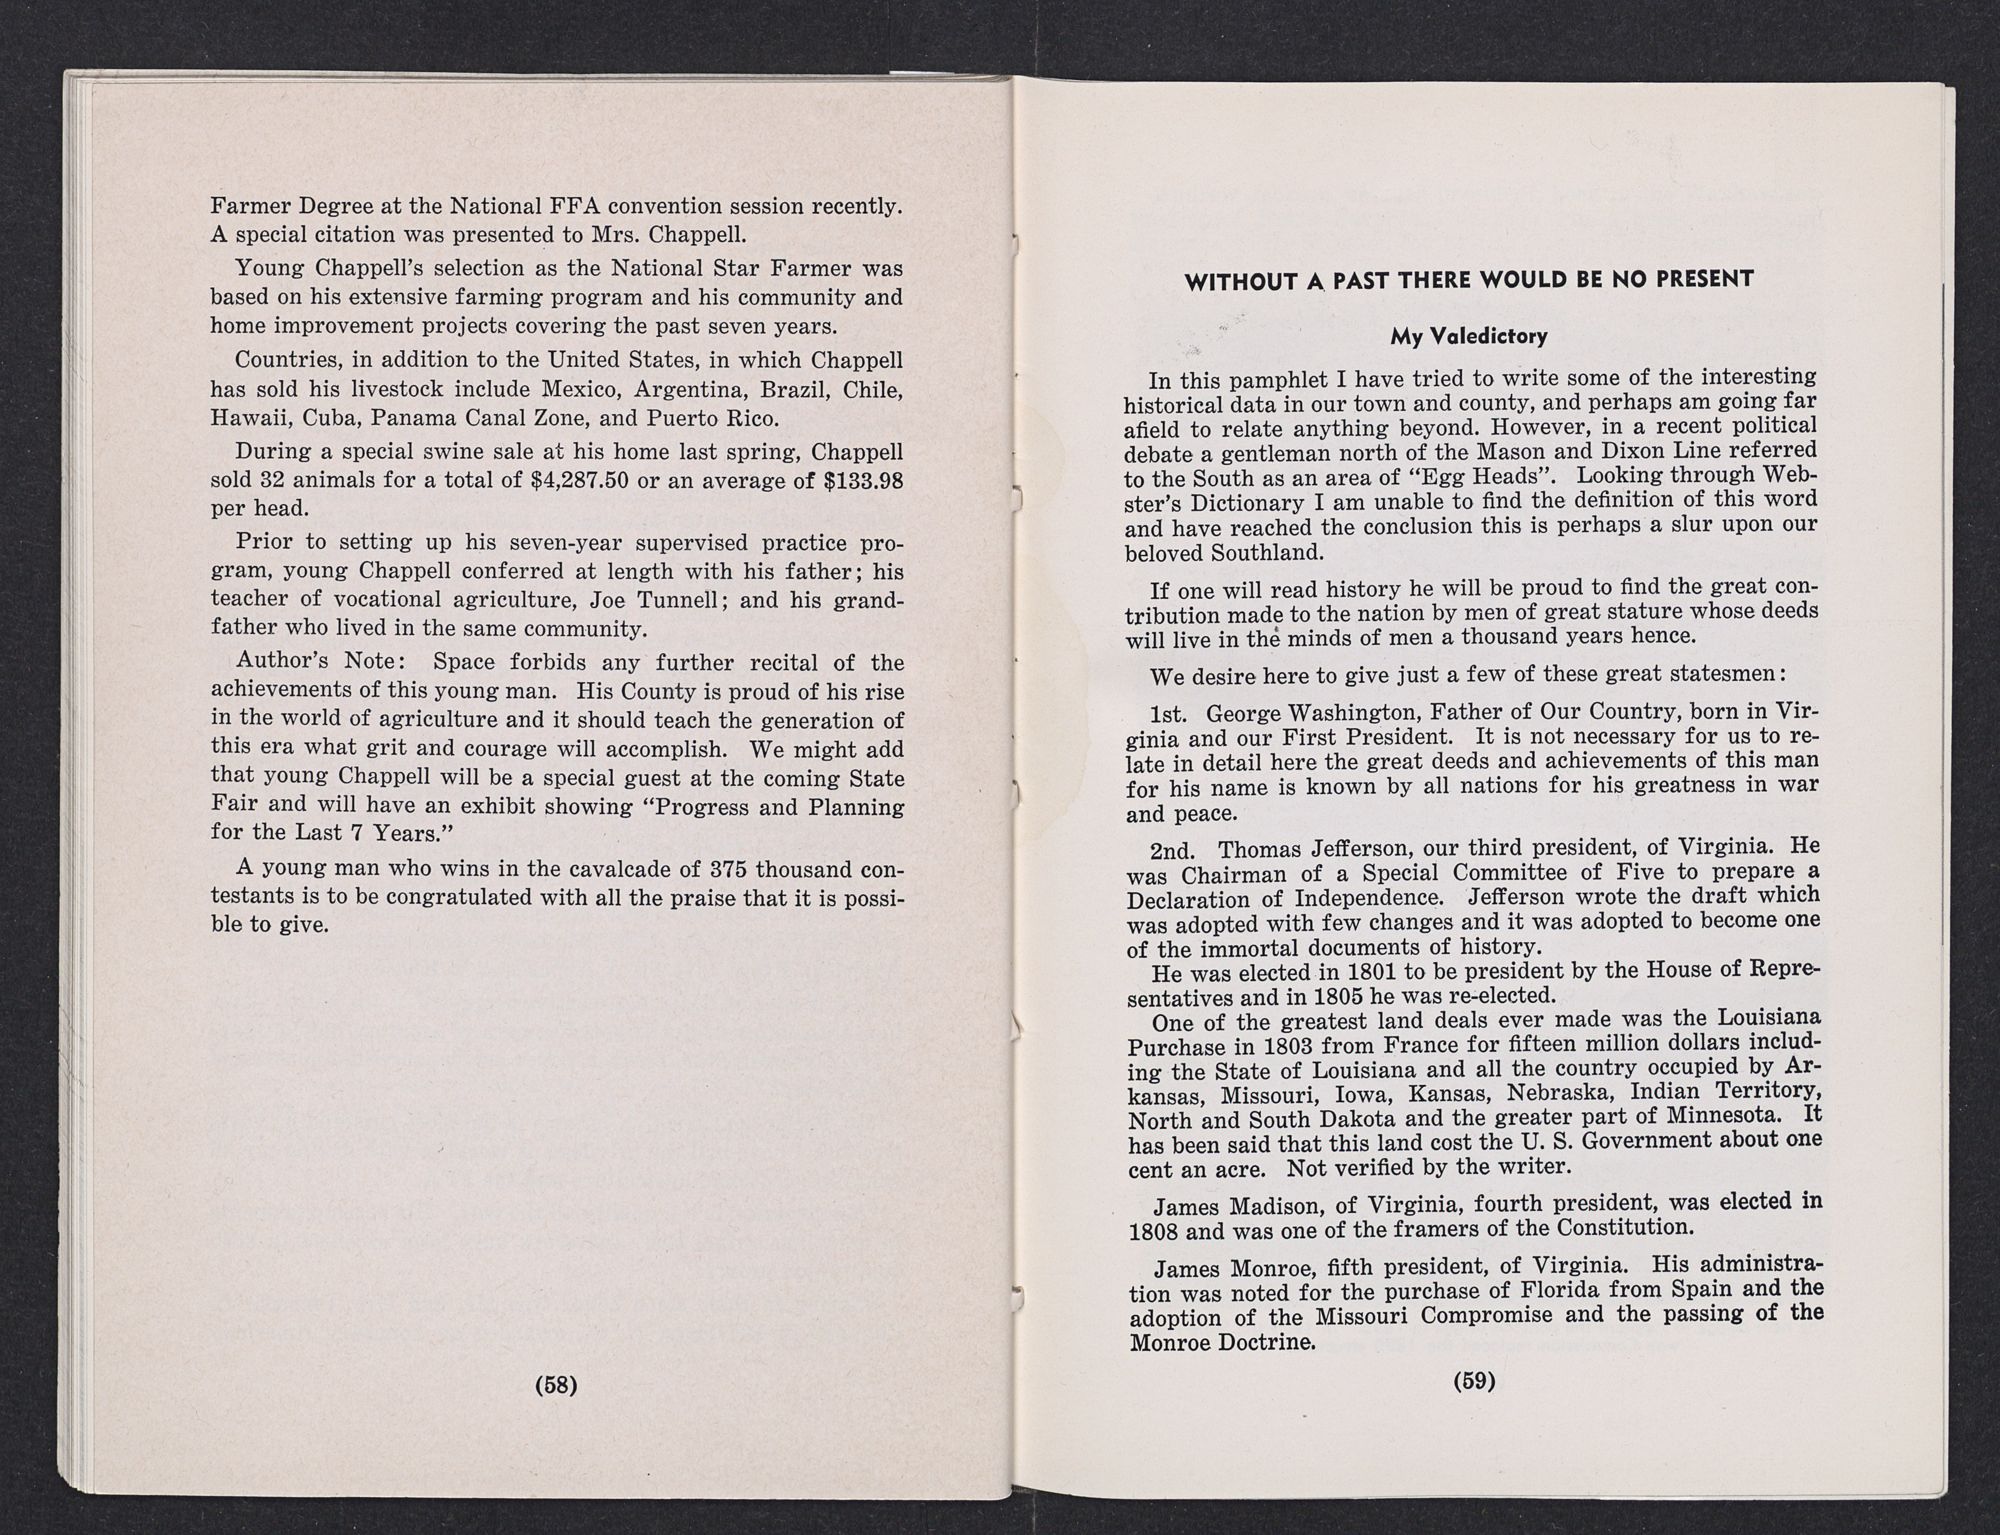 Farmer Degree at the National FFA convention session recently.
A special citation was presented to Mrs. Chappell.
Young Chappell's selection as the National Star Farmer was
based on his extensive farming program and his community and
home improvement projects covering the past seven years.
Countries, in addition to the United States, in which Chappell
has sold his livestock include Mexico, Argentina, Brazil, Chile,
Hawaii, Cuba, Panama Canal Zone, and Puerto Rico.
During a special swine sale at his home last spring, Chappell
sold 32 animals for a total of $4,287.50 or an average of $133.98
per head.
Prior to setting up his seven-year supervised practice pro-
gram, young Chappell conferred at length with his father; his
teacher of vocational agriculture, Joe Tunnell; and his grand-
father who lived in the same community.
Author's Note: Space forbids any further recital of the
achievements of this young man. His County is proud of his rise
in the world of agriculture and it should teach the generation of
this era what grit and courage will accomplish. We might add
that young Chappell will be a special guest at the coming State
Fair and will have an exhibit showing "Progress and Planning
for the Last 7 Years."
A young man who wins in the cavalcade of 375 thousand con-
testants is to be congratulated with all the praise that it is possi-
ble to give.
(58)
WITHOUT A PAST THERE WOULD BE NO PRESENT
My Valedictory
In this pamphlet I have tried to write some of the interesting
historical data in our town and county, and perhaps am going far
afield to relate anything beyond. However, in a recent political
debate a gentleman north of the Mason and Dixon Line referred
to the South as an area of "Egg Heads". Looking through Web-
ster's Dictionary I am unable to find the definition of this word
and have reached the conclusion this is perhaps a slur upon our
beloved Southland.
If one will read history he will be proud to find the great con-
tribution made to the nation by men of great stature whose deeds
will live in the minds of men a thousand years hence.
We desire here to give just a few of these great statesmen:
1st. George Washington, Father of Our Country, born in Vir-
ginia and our First President. It is not necessary for us to re-
late in detail here the great deeds and achievements of this man
for his name is known by all nations for his greatness in war
and peace.
2nd. Thomas Jefferson, our third president, of Virginia. He
was Chairman of a Special Committee of Five to prepare a
Declaration of Independence. Jefferson wrote the draft which
was adopted with few changes and it was adopted to become one
of the immortal documents of history.
He was elected in 1801 to be president by the House of Repre-
sentatives and in 1805 he was re-elected.
One of the greatest land deals ever made was the Louisiana
Purchase in 1803 from France for fifteen million dollars includ-
ing the State of Louisiana and all the country occupied by Ar-
kansas, Missouri, Iowa, Kansas, Nebraska, Indian Territory,
North and South Dakota and the greater part of Minnesota. It
has been said that this land cost the U. S. Government about one
cent an acre. Not verified by the writer.
James Madison, of Virginia, fourth president, was elected in
1808 and was one of the framers of the Constitution.
James Monroe, fifth president, of Virginia. His administra-
tion was noted for the purchase of Florida from Spain and the
adoption of the Missouri Compromise and the passing of the
Monroe Doctrine.
(59)